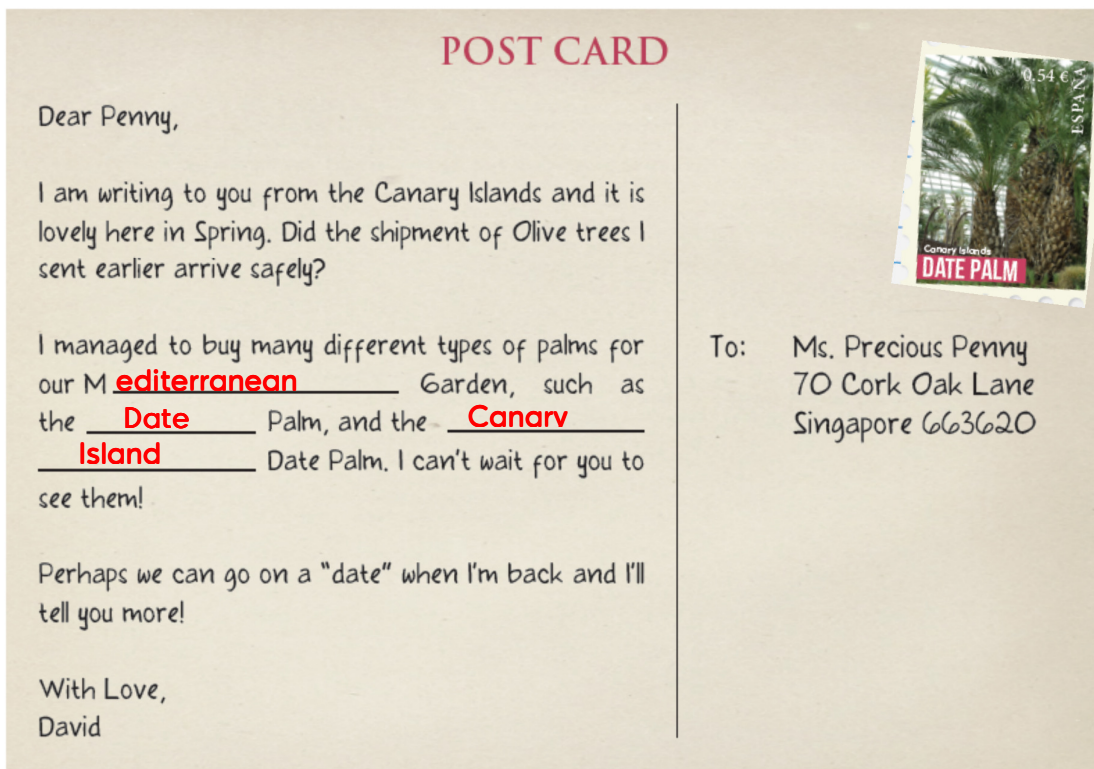 POST CARD
0.54 €
ESPAÑA
Canary Islands
DATE PALM
Dear Penny,
I am writing to you from the Canary Islands and it is
lovely here in Spring. Did the shipment of Olive trees I
sent earlier arrive safely?
I managed to buy many different types of palms for
our Mediterranean Garden, such as
the Date Palm, and the Canary
Island Date Palm. I can't wait for you to
see them!
Perhaps we can go on a "date" when I'm back and I'll
tell you more!
With Love,
David
To: Ms. Precious Penny
70 Cork Oak Lane
Singapore 663620